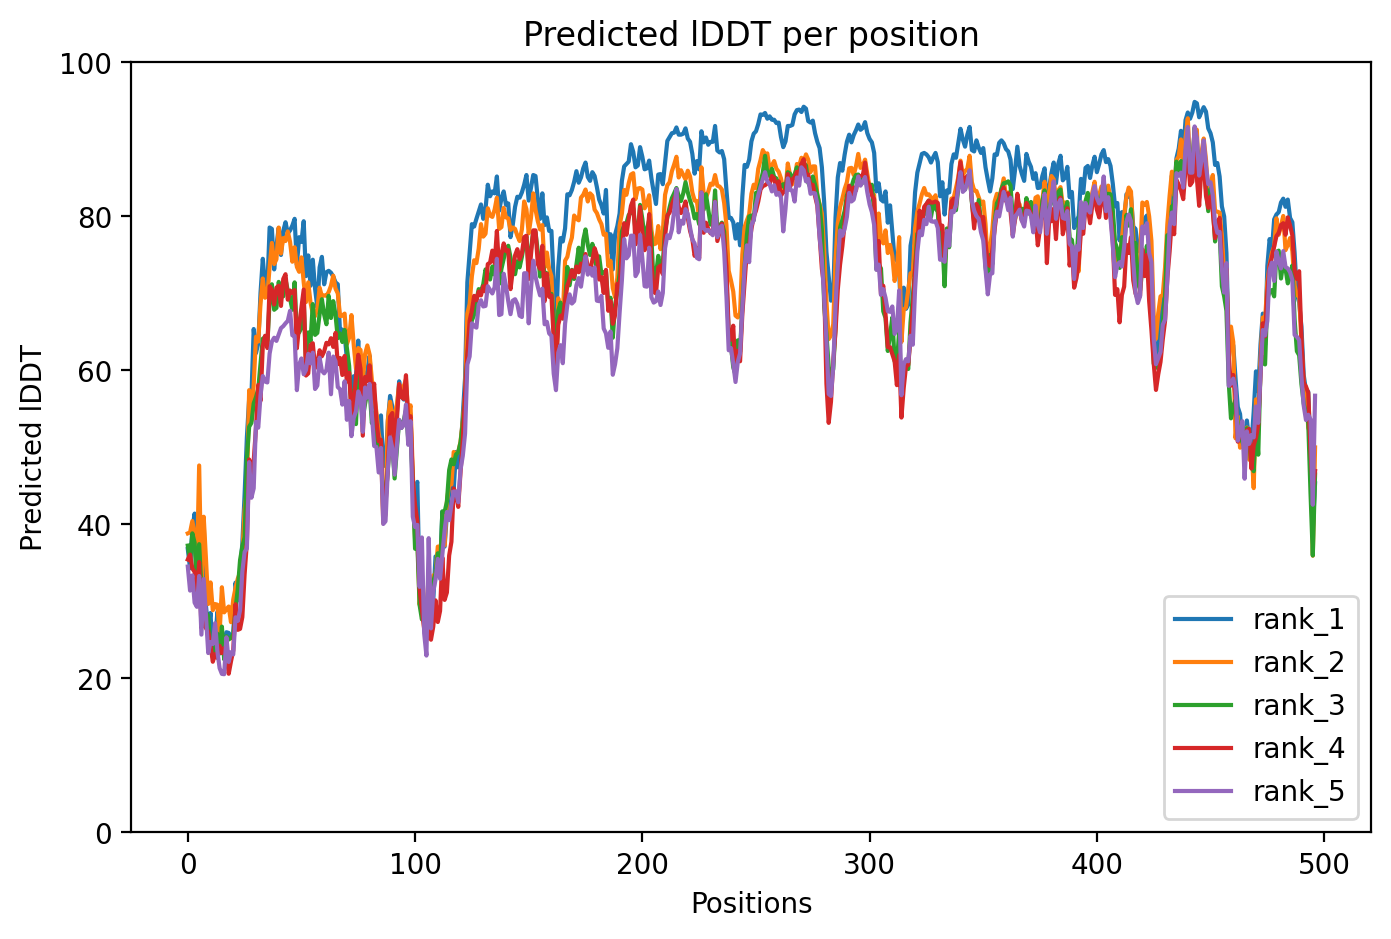 Predicted lDDT per position
100
80
60
40
20
0
Predicted lDDT
0 100 200 300 400 500
Positions
rank_1
rank_2
rank_3
rank_4
rank_5